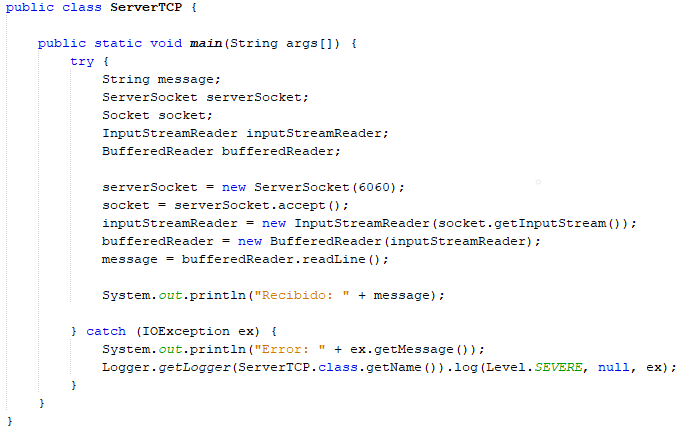 public class ServerTCP {
public static void main(String args[]) {
try {
String message;
ServerSocket serverSocket;
Socket socket;
InputStreamReader inputStreamReader;
BufferedReader bufferedReader;
serverSocket = new ServerSocket(6060);
socket = serverSocket.accept();
inputStreamReader = new InputStreamReader(socket.getInputStream());
bufferedReader = new BufferedReader(inputStreamReader);
message = bufferedReader.readLine();
System.out.println("Recibido: " + message);
} catch (IOException ex) {
System.out.println("Error: " + ex.getMessage());
Logger.getLogger(ServerTCP.class.getName()).log(Level.SEVERE, null, ex);
}
}
}